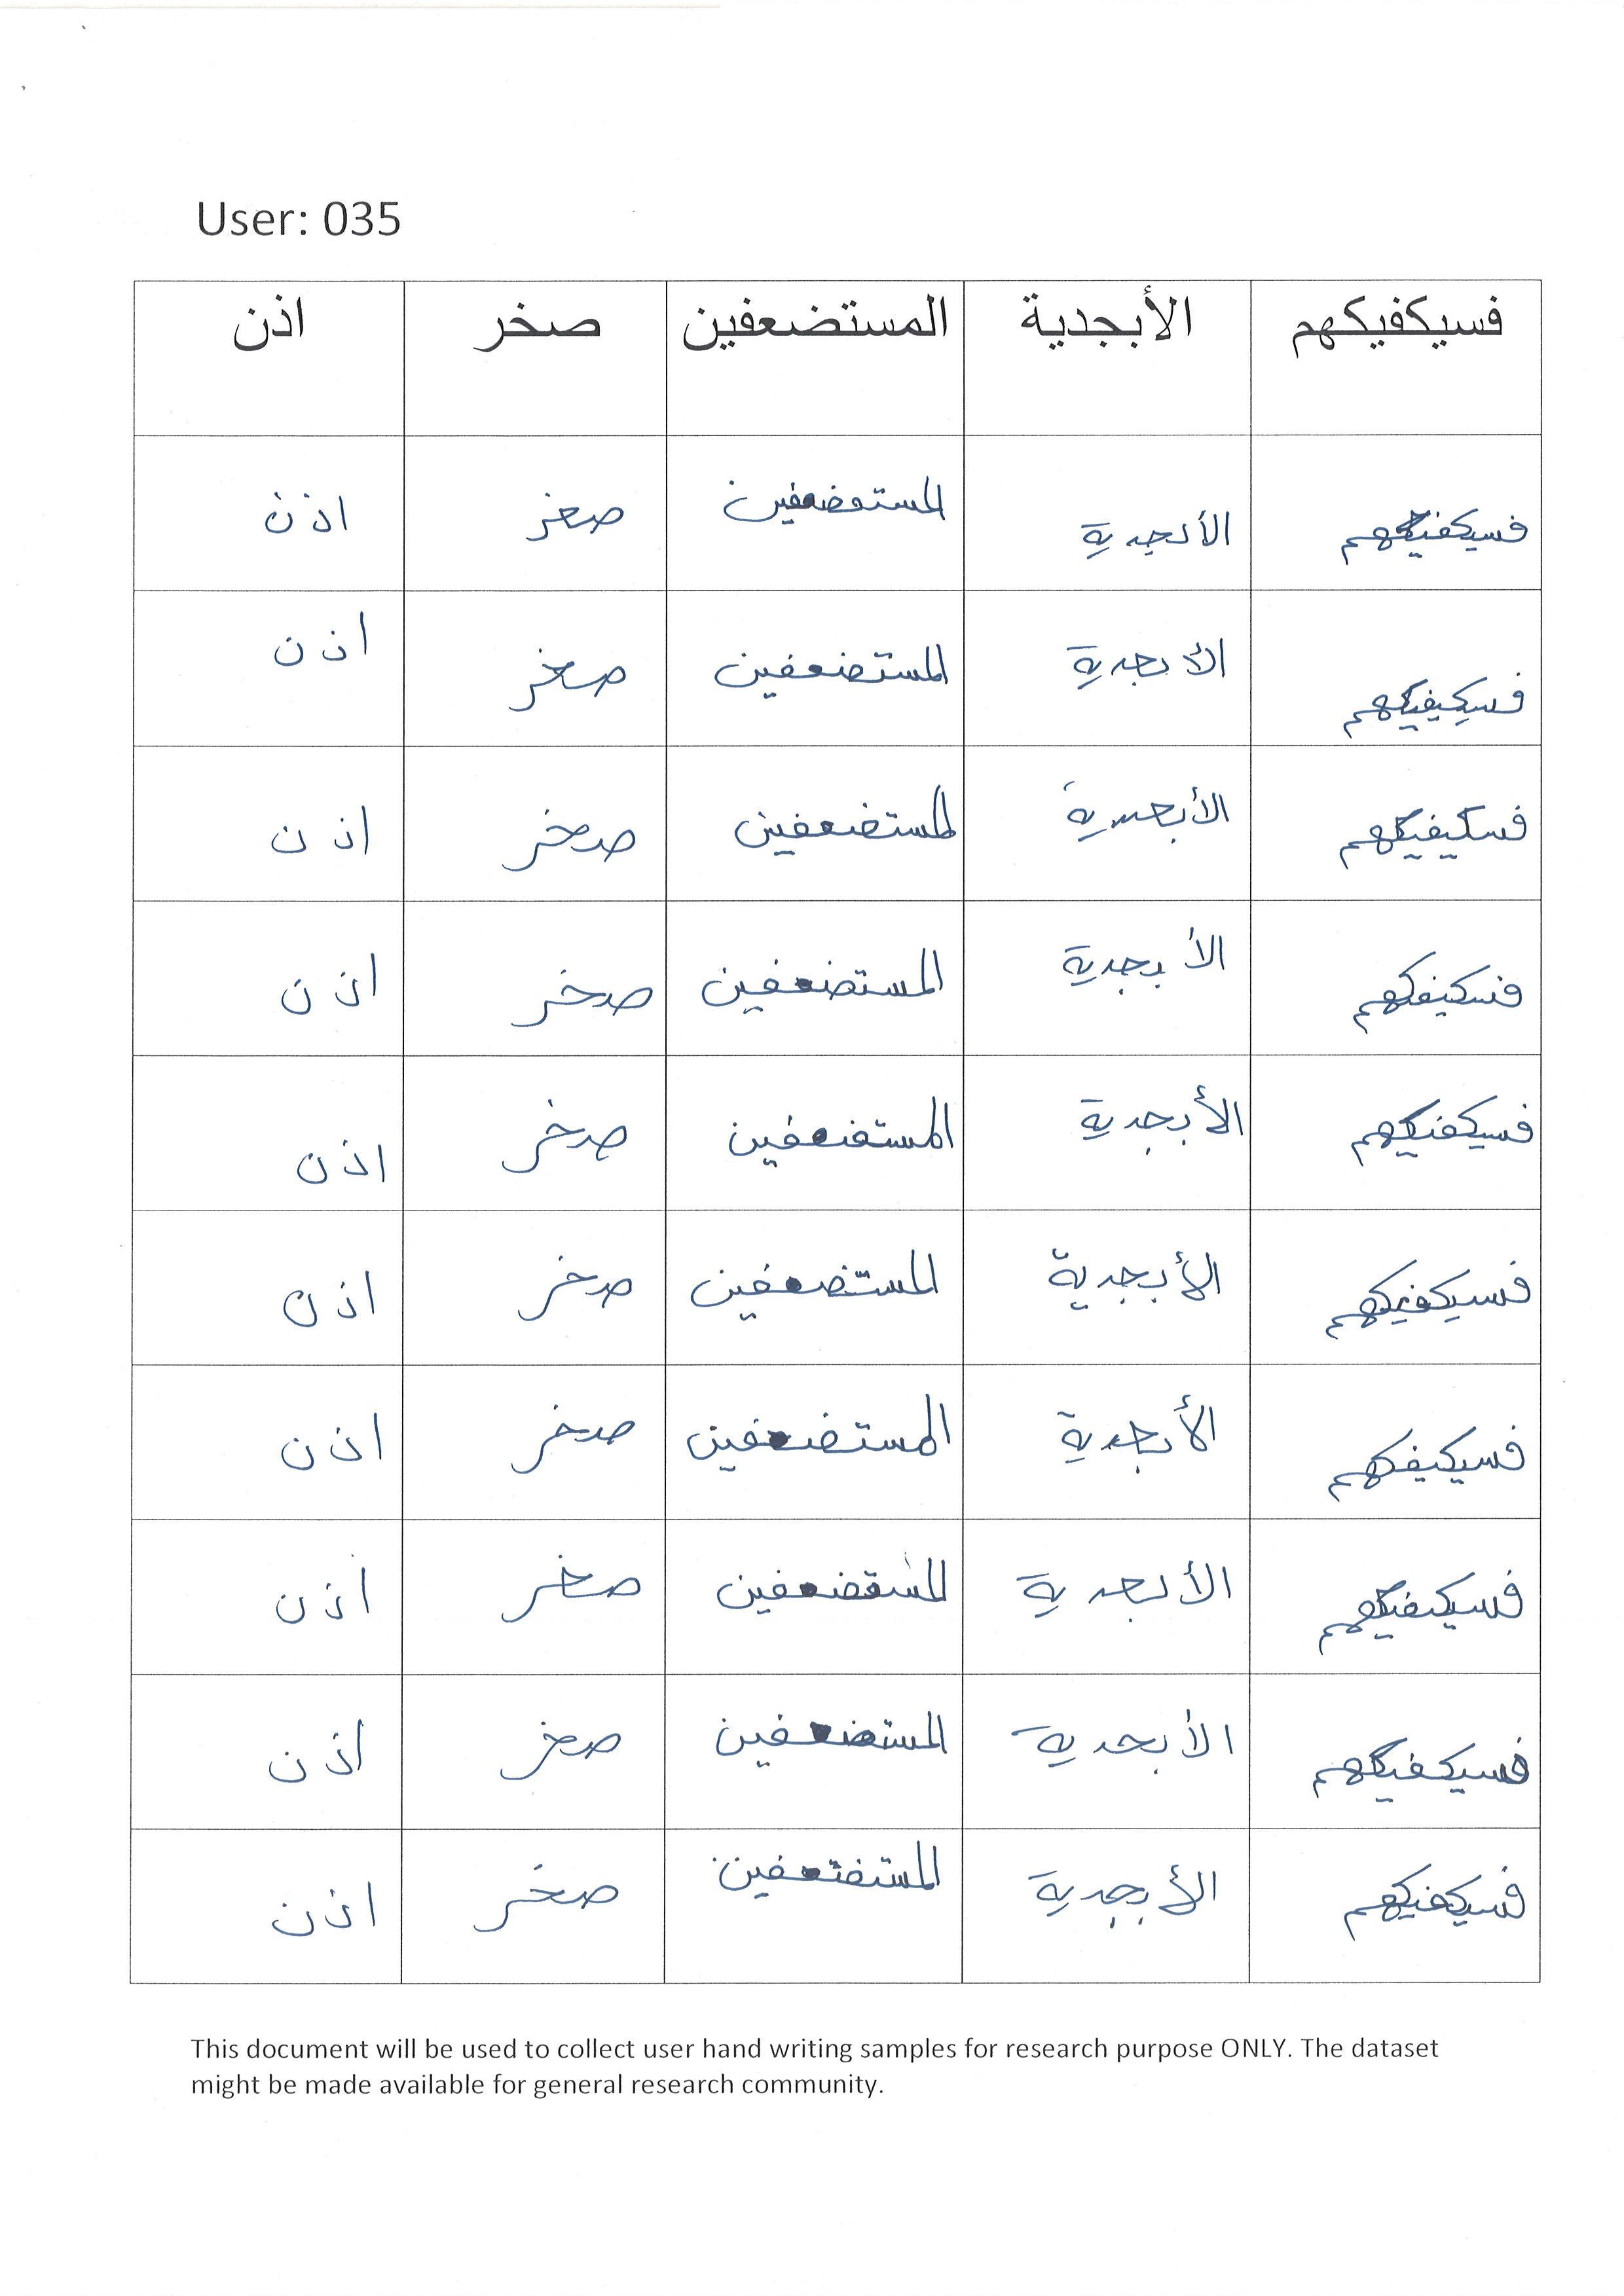 User: 035
فسيكفيكهم الأبجدية المستضعفين صخر اذن
فسيكفيكهم الأبجدية المستضعفين صخر اذن
فسيكفيكهم الأبجدية المستضعفين صخر اذن
فسيكفيكهم الأبجدية المستضعفين صخر اذن
فسكيفكهم الأبجدية المستضعفين صخر اذن
فسيكفيكهم الأبجدية المستضعفين صخر اذن
فسيكفيكهم الأبجدية المستضعفين صخر اذن
فسيكيفكهم الأبجدية المستضعفين صخر اذن
فسيكفيكهم الأبجدية المستضعفين صخر اذن
فسيكفيكهم الأبجدية المستضعفين صخر اذن
فسيكفيكهم الأبجدية المستضعفين صخر اذن
This document will be used to collect user hand writing samples for research purpose ONLY. The dataset
might be made available for general research community.